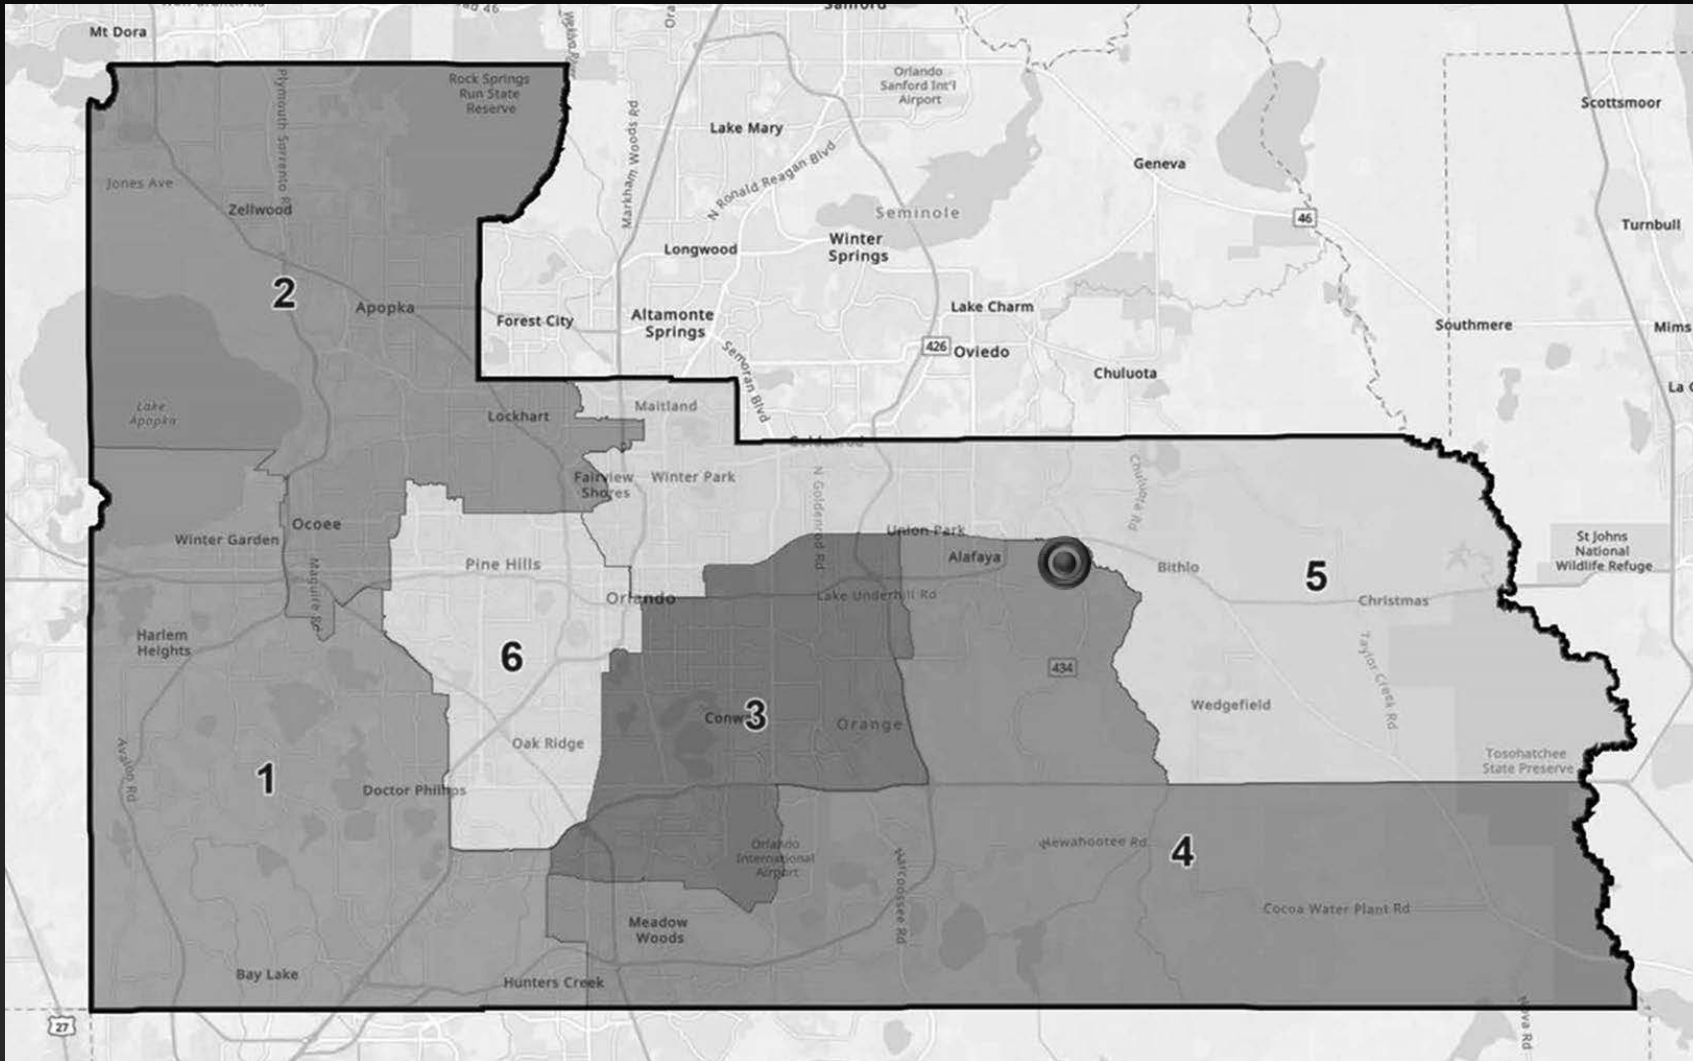 Mt Dora
Sanford
Rock Springs
Run State
Reserve
Orlando
Sanford Int'l
Airport
Scottsmoor
Plymouth Sorrento
Markham Woods Rd
Lake Mary
N Ronald Reagan Blvd
Geneva
Jones Ave
Zellwood
Seminole
46
Turnbull
Longwood
Winter
Springs
2
Apopka
Forest City
Altamonte
Springs
Lake Charm
Southmere
Mims
426
Oviedo
Semoran Blvd
Chuluota
Lake
Apopka
Lockhart
Maitland
Goldenrod
Fairview
Shores
Winter Park
N Goldenrod Rd
Chuluota Rd
Ocoee
Winter Garden
Union Park
St Johns
National
Wildlife Refuge
Maguire Rd
Pine Hills
Alafaya
Bithlo
5
Orlando
Lake Underhill Rd
Christmas
Harlem
Heights
6
434
Taylor Creek Rd
3
Orange
Wedgefield
Avalon Rd
Oak Ridge
Tosohatchee
State Preserve
1
Doctor Phillips
Orlando
International
Airport
Narcoossee Rd
4
Cocoa Water Plant Rd
Meadow
Woods
Bay Lake
Hunters Creek
27
Nova Rd